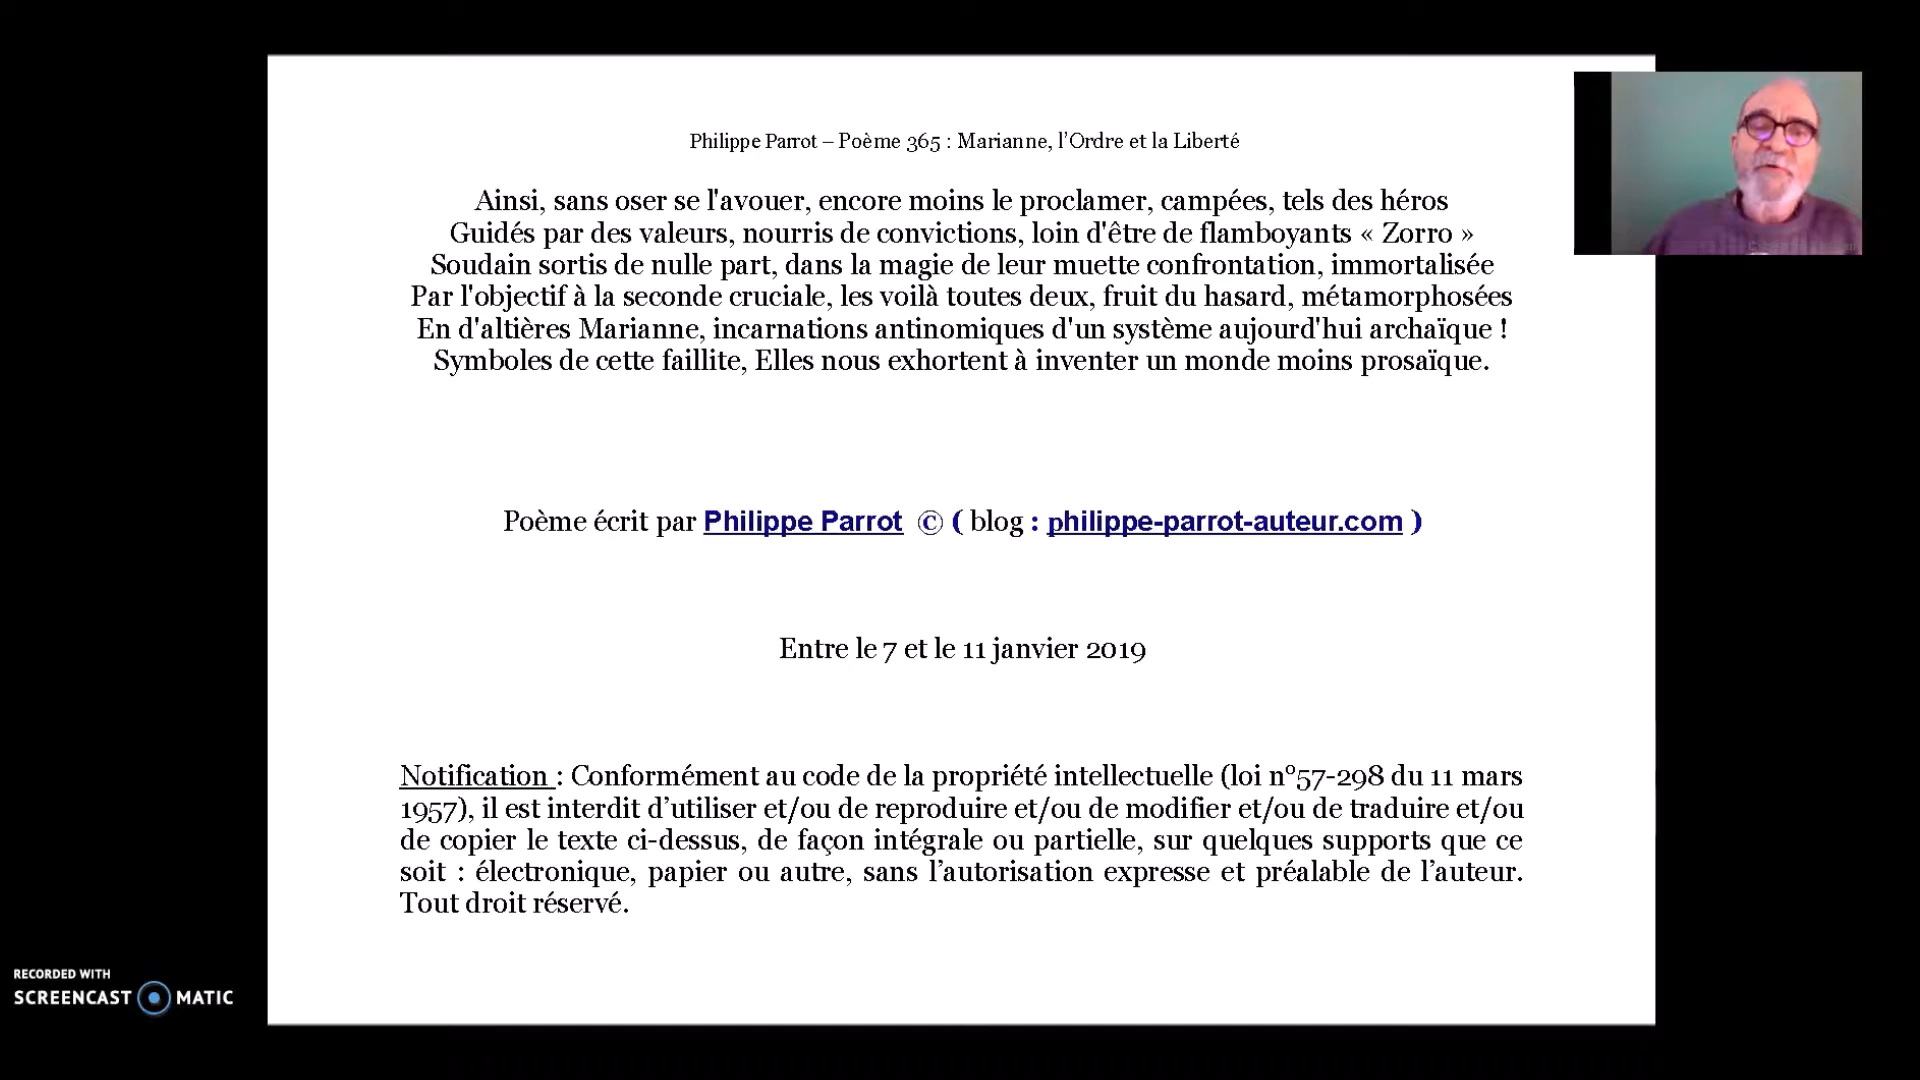 Philippe Parrot – Poème 365 : Marianne, l’Ordre et la Liberté
Ainsi, sans oser se l'avouer, encore moins le proclamer, campées, tels des héros
Guidés par des valeurs, nourris de convictions, loin d'être de flamboyants « Zorro »
Soudain sortis de nulle part, dans la magie de leur muette confrontation, immortalisée
Par l'objectif à la seconde cruciale, les voilà toutes deux, fruit du hasard, métamorphosées
En d'altières Marianne, incarnations antinomiques d'un système aujourd'hui archaïque !
Symboles de cette faillite, Elles nous exhortent à inventer un monde moins prosaïque.
Poème écrit par Philippe Parrot © ( blog : philippe-parrot-auteur.com )
Entre le 7 et le 11 janvier 2019
Notification : Conformément au code de la propriété intellectuelle (loi n°57-298 du 11 mars
1957), il est interdit d’utiliser et/ou de reproduire et/ou de modifier et/ou de traduire et/ou
de copier le texte ci-dessus, de façon intégrale ou partielle, sur quelques supports que ce
soit : électronique, papier ou autre, sans l’autorisation expresse et préalable de l’auteur.
Tout droit réservé.
RECORDED WITH
SCREENCAST MATIC